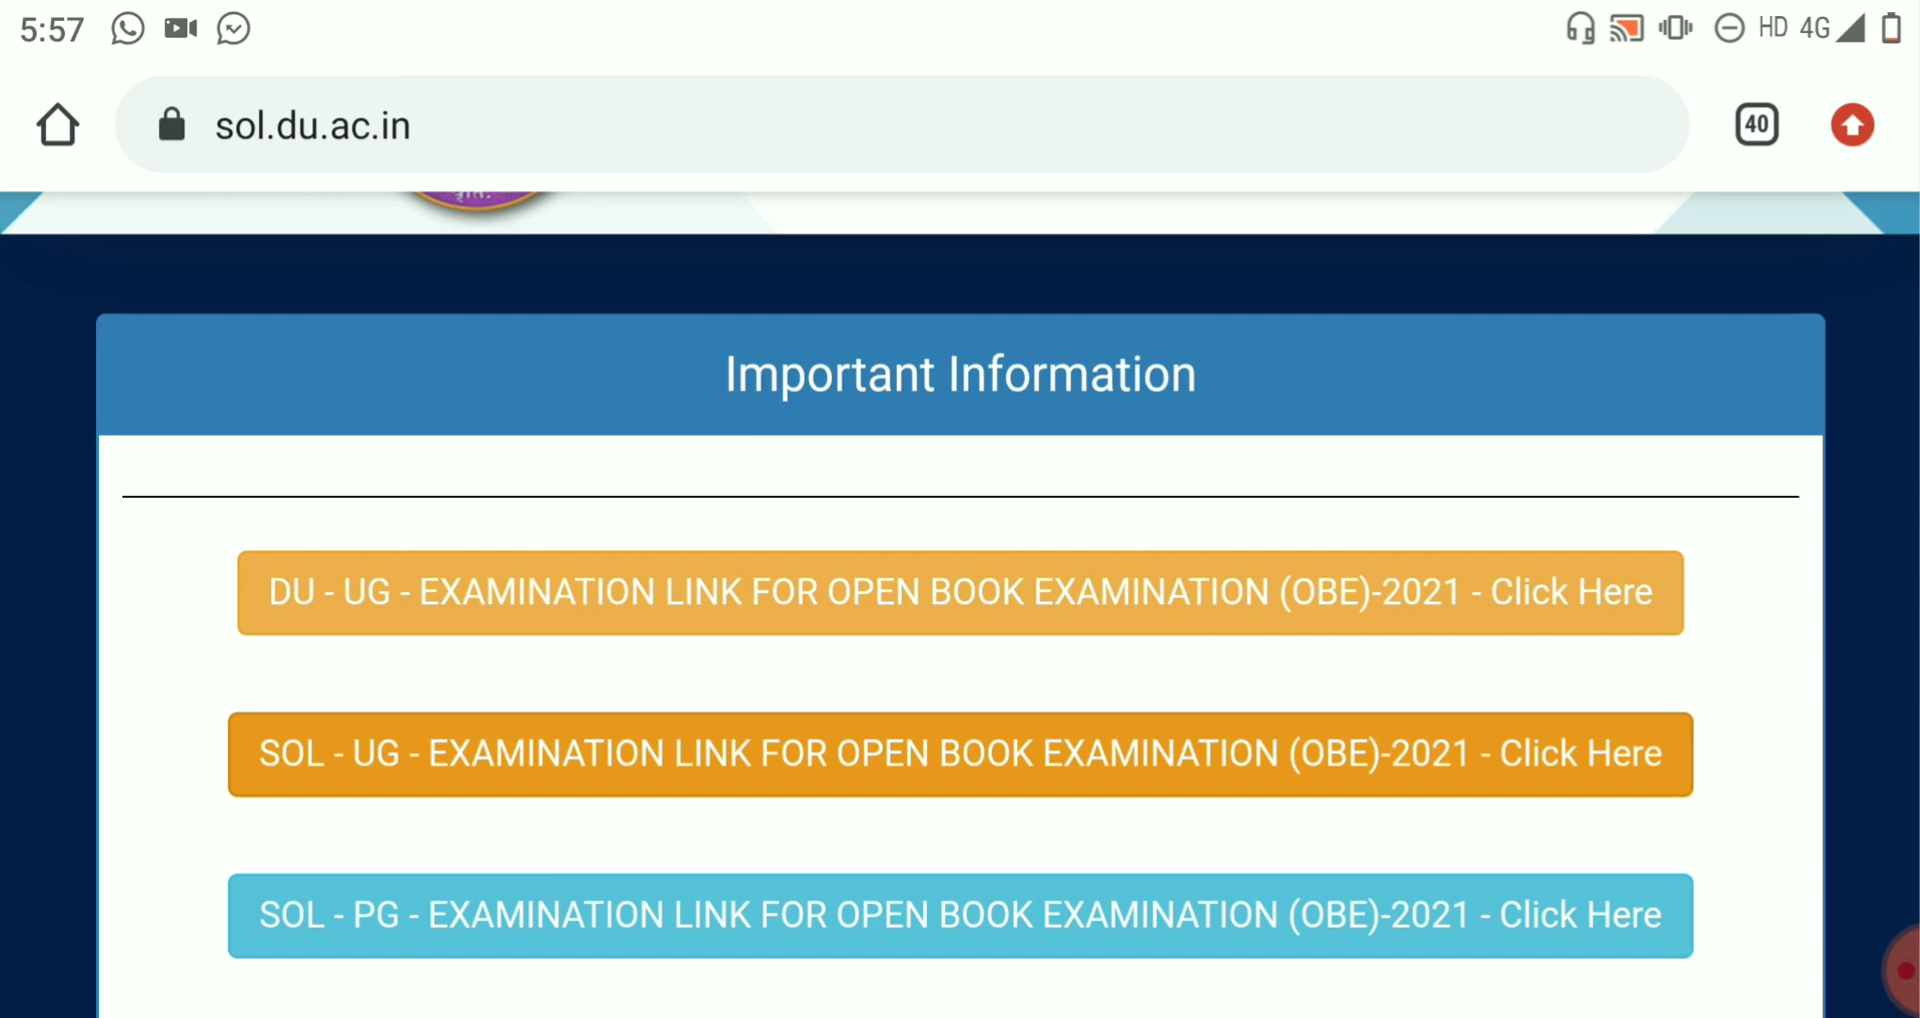 5:57
HD 4G
sol.du.ac.in
40
Important Information
DU - UG - EXAMINATION LINK FOR OPEN BOOK EXAMINATION (OBE)-2021 - Click Here
SOL - UG - EXAMINATION LINK FOR OPEN BOOK EXAMINATION (OBE)-2021 - Click Here
SOL - PG - EXAMINATION LINK FOR OPEN BOOK EXAMINATION (OBE)-2021 - Click Here